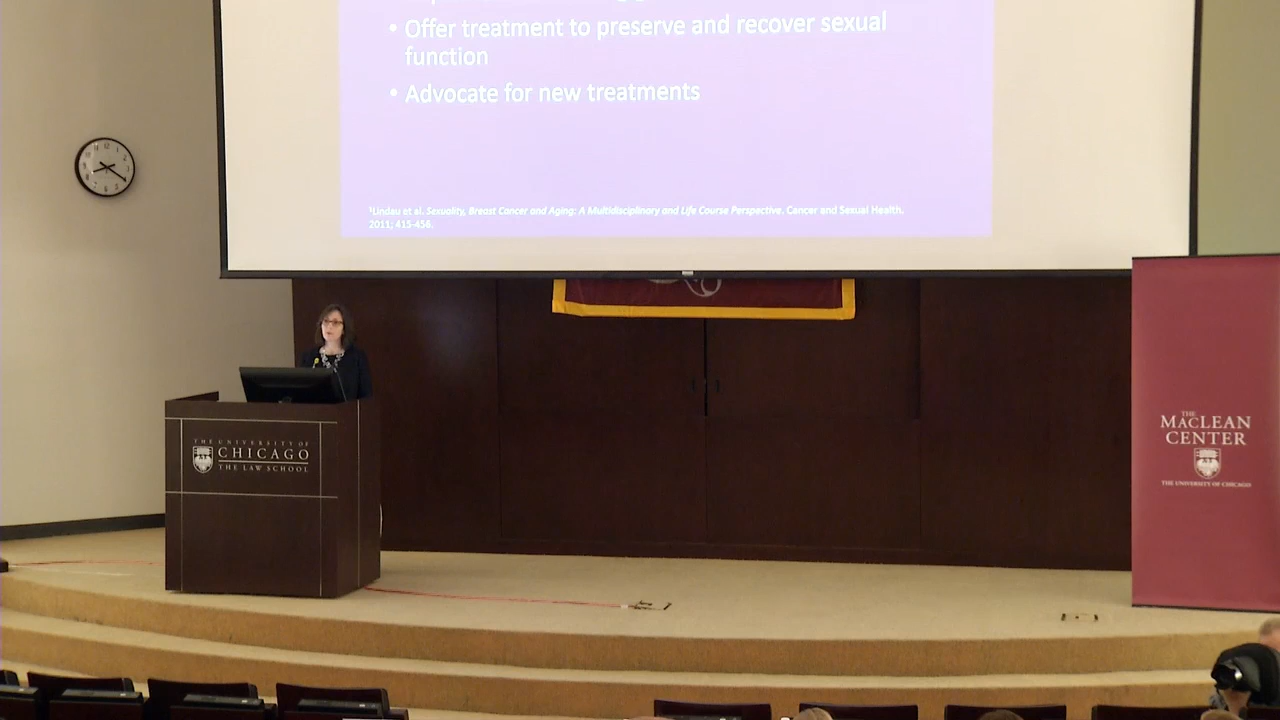 • Offer treatment to preserve and recover sexual
function
• Advocate for new treatments
¹Lindau et al. Sexuality, Breast Cancer and Aging: A Multidisciplinary and Life Course Perspective. Cancer and Sexual Health.
2011; 415-456.
THE UNIVERSITY OF
CHICAGO
THE LAW SCHOOL
THE
MACLEAN
CENTER
THE UNIVERSITY OF CHICAGO